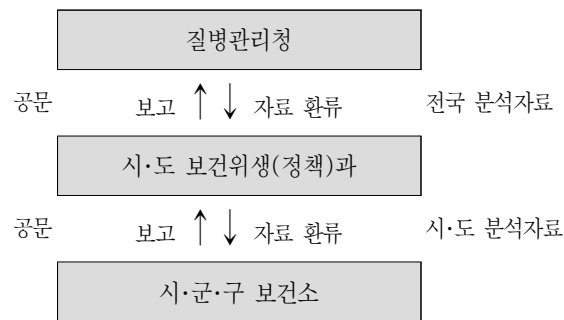 질병관리청
공문 보고 ↑ ↓ 자료 환류 전국 분석자료
시·도 보건위생(정책)과
공문 보고 ↑ ↓ 자료 환류 시·도 분석자료
시·군·구 보건소